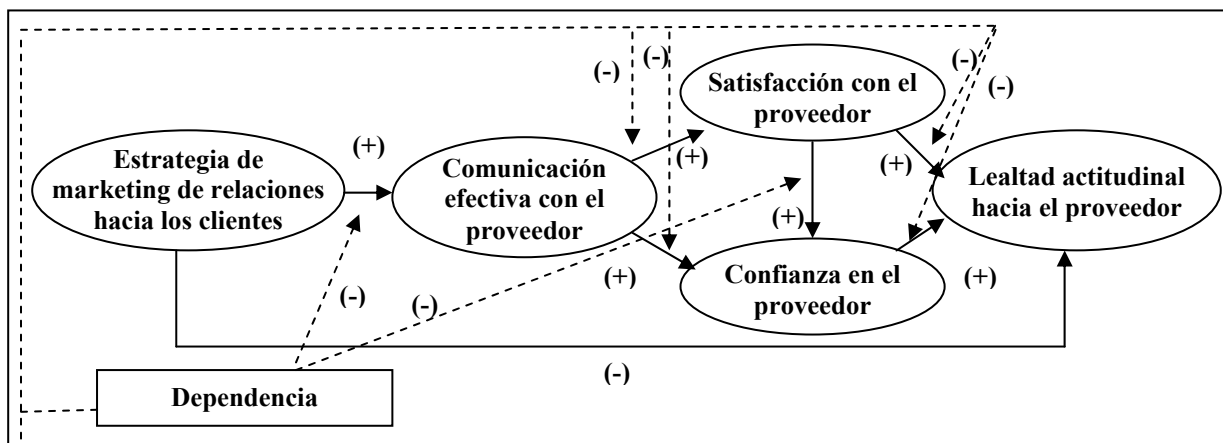 (-)
(-)
(-)
(-)
Satisfacción con el
proveedor
Estrategia de
marketing de relaciones
hacia los clientes
(+)
Comunicación
efectiva con el
proveedor
(+)
(+)
Lealtad actitudinal
hacia el proveedor
(+)
(+)
Confianza en el
proveedor
(+)
(-)
(-)
(-)
Dependencia